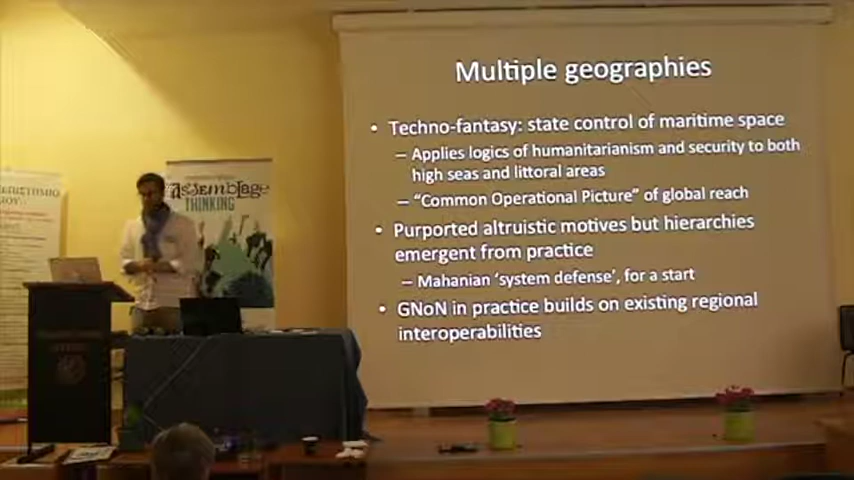 Multiple geographies
• Techno-fantasy: state control of maritime space
– Applies logics of humanitarianism and security to both
high seas and littoral areas
– “Common Operational Picture” of global reach
• Purported altruistic motives but hierarchies
emergent from practice
– Mahanian ‘system defense’, for a start
• GNoN in practice builds on existing regional
interoperabilities
assemblage
THINKING